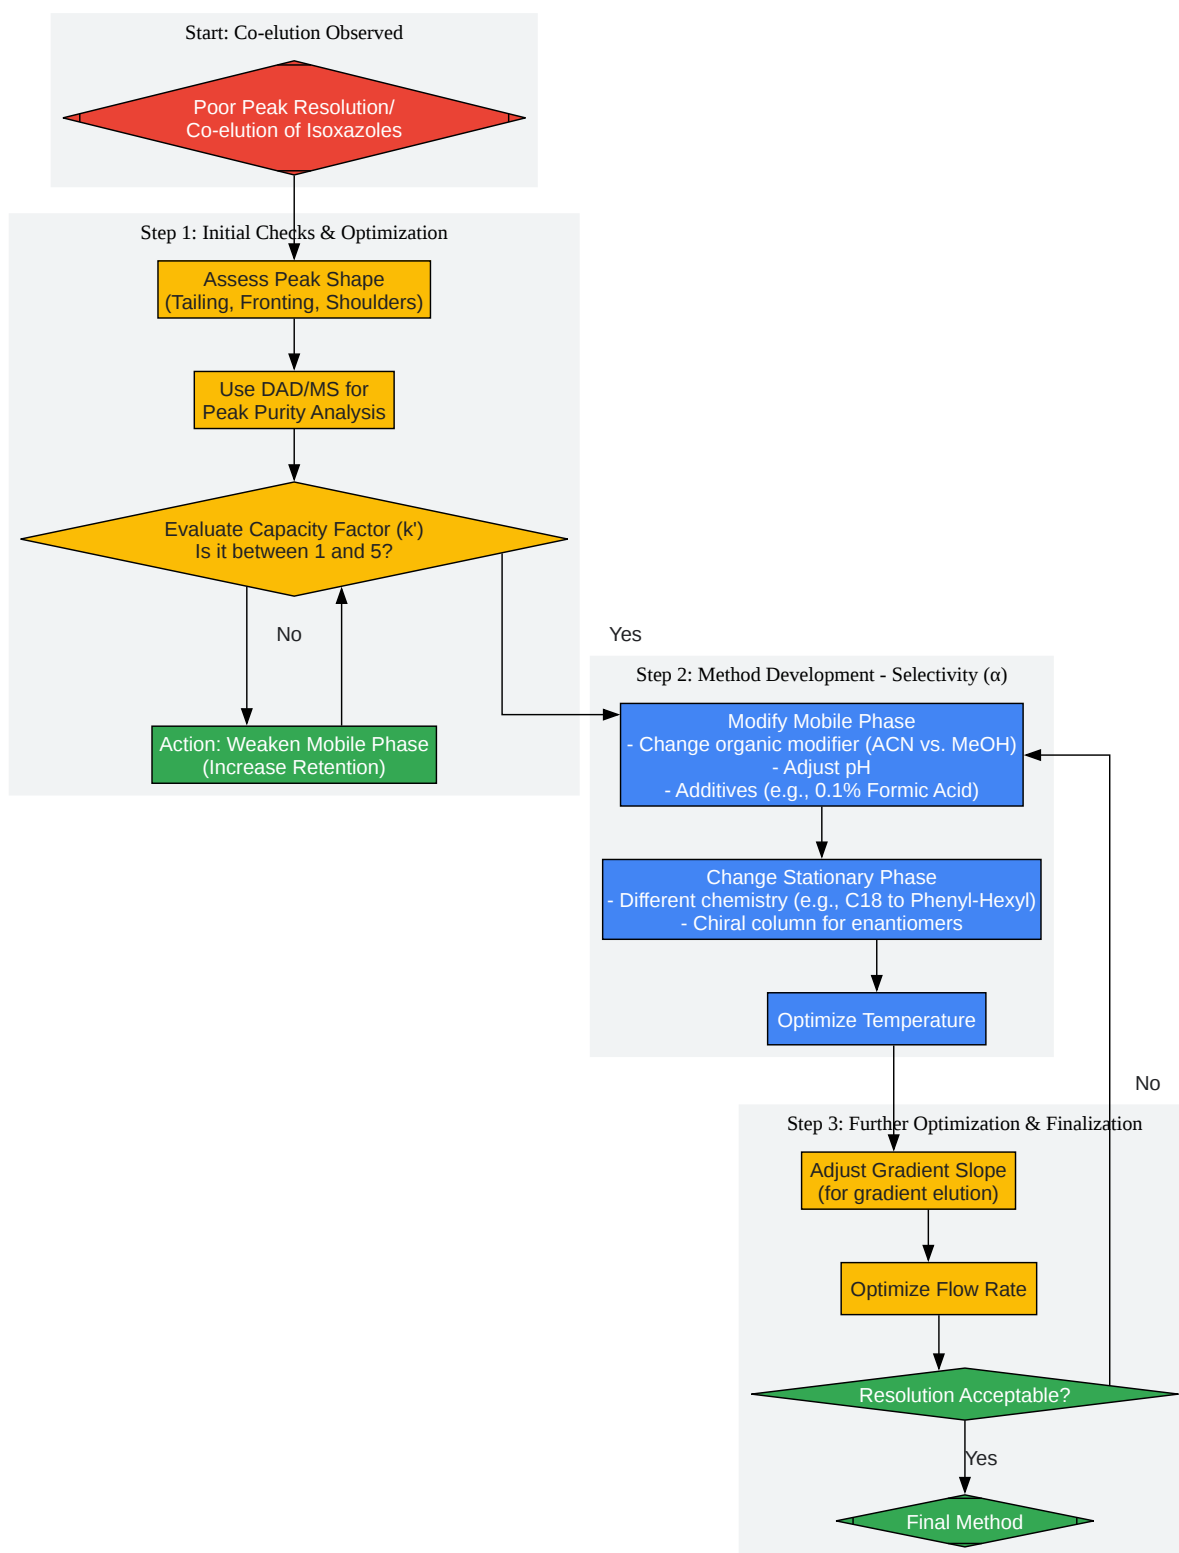 Start: Co-elution Observed
Poor Peak Resolution/
Co-elution of Isoxazoles
Step 1: Initial Checks & Optimization
Assess Peak Shape
(Tailing, Fronting, Shoulders)
Use DAD/MS for
Peak Purity Analysis
Evaluate Capacity Factor (k')
Is it between 1 and 5?
No
Yes
Action: Weaken Mobile Phase
(Increase Retention)
Step 2: Method Development - Selectivity (α)
Modify Mobile Phase
- Change organic modifier (ACN vs. MeOH)
- Adjust pH
- Additives (e.g., 0.1% Formic Acid)
Change Stationary Phase
- Different chemistry (e.g., C18 to Phenyl-Hexyl)
- Chiral column for enantiomers
Optimize Temperature
No
Step 3: Further Optimization & Finalization
Adjust Gradient Slope
(for gradient elution)
Optimize Flow Rate
Resolution Acceptable?
Yes
Final Method